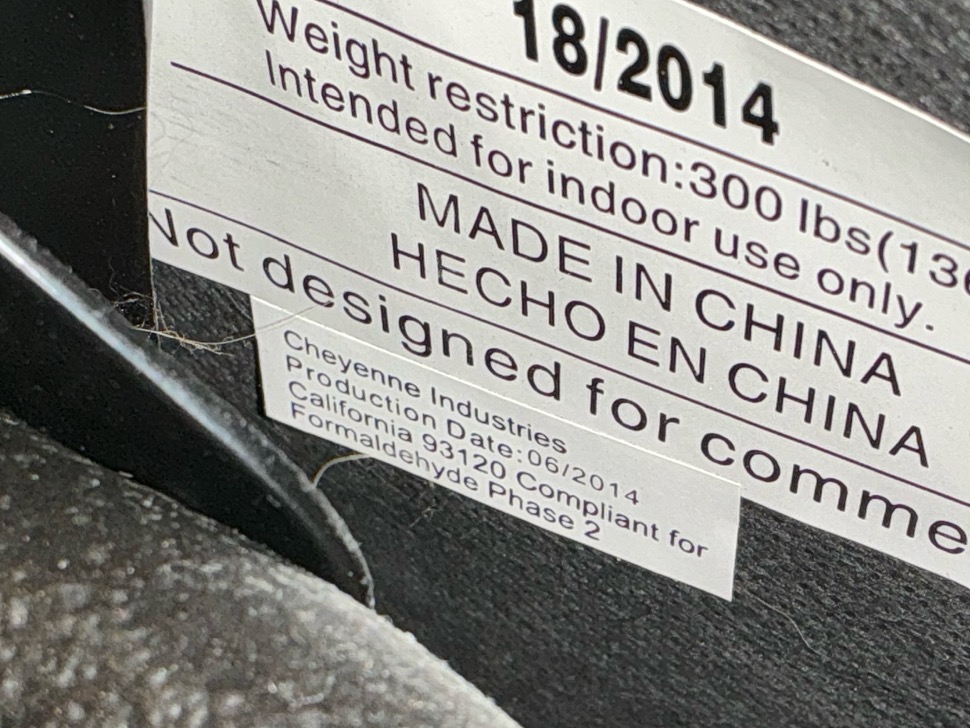 18/2014
Weight restriction:300 lbs(13
Intended for indoor use only.
MADE IN CHINA
HECHO EN CHINA
Not designed for comme
Cheyenne Industries
Production Date:06/2014
California 93120 Compliant for
Formaldehyde Phase 2